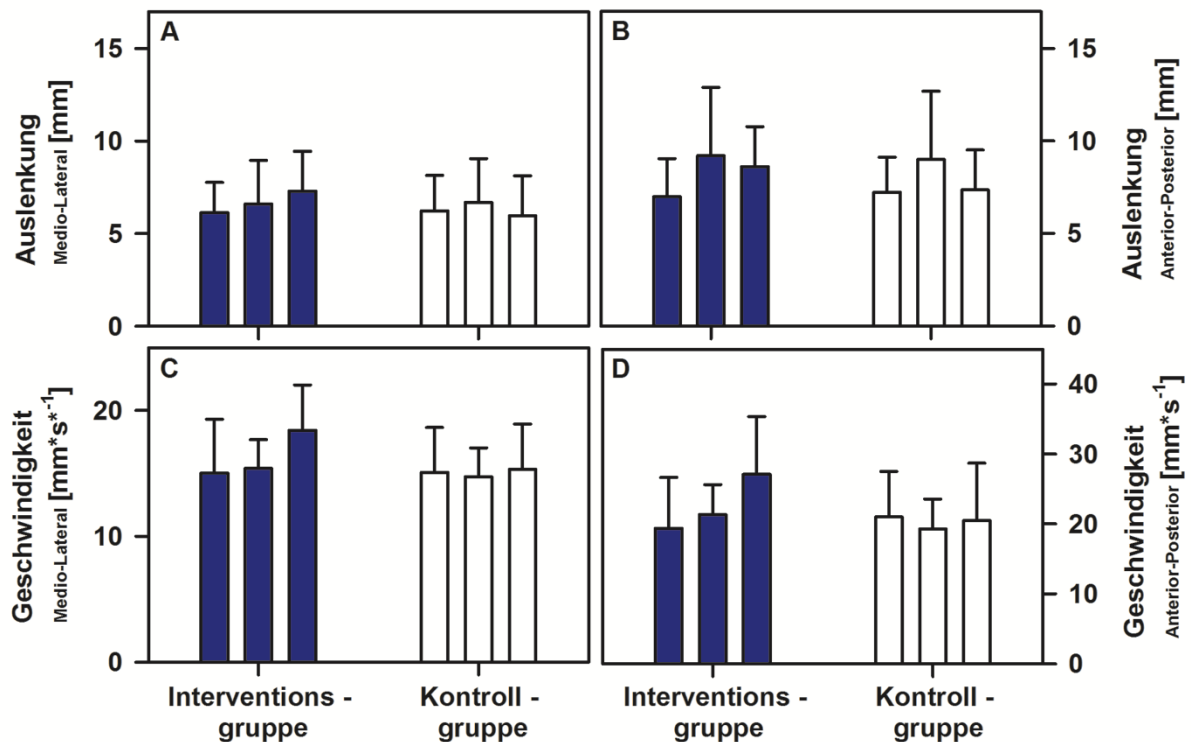 A
15
10
5
0
Auslenkung
Medio-Lateral [mm]
B
15
10
5
0
Auslenkung
Anterior-Posterior [mm]
C
20
10
0
Geschwindigkeit
Medio-Lateral [mm*s*-1]
D
40
30
20
10
0
Geschwindigkeit
Anterior-Posterior [mm*s-1]
Interventions -
gruppe
Kontroll -
gruppe
Interventions -
gruppe
Kontroll -
gruppe